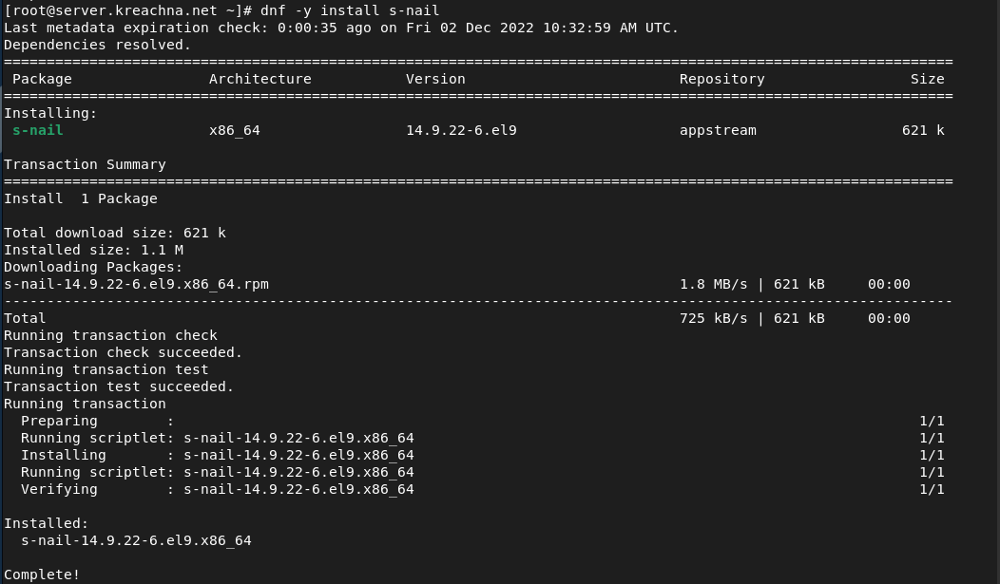 [root@server.kreachna.net ~]# dnf -y install s-nail
Last metadata expiration check: 0:00:35 ago on Fri 02 Dec 2022 10:32:59 AM UTC.
Dependencies resolved.
===============================================================================================================
 Package                Architecture           Version                         Repository                 Size
===============================================================================================================
Installing:
 s-nail                 x86_64                 14.9.22-6.el9                   appstream                 621 k

Transaction Summary
===============================================================================================================
Install  1 Package

Total download size: 621 k
Installed size: 1.1 M
Downloading Packages:
s-nail-14.9.22-6.el9.x86_64.rpm                                                1.8 MB/s | 621 kB     00:00
---------------------------------------------------------------------------------------------------------------
Total                                                                          725 kB/s | 621 kB     00:00
Running transaction check
Transaction check succeeded.
Running transaction test
Transaction test succeeded.
Running transaction
  Preparing        :                                                                                       1/1
  Running scriptlet: s-nail-14.9.22-6.el9.x86_64                                                           1/1
  Installing       : s-nail-14.9.22-6.el9.x86_64                                                           1/1
  Running scriptlet: s-nail-14.9.22-6.el9.x86_64                                                           1/1
  Verifying        : s-nail-14.9.22-6.el9.x86_64                                                           1/1

Installed:
  s-nail-14.9.22-6.el9.x86_64

Complete!